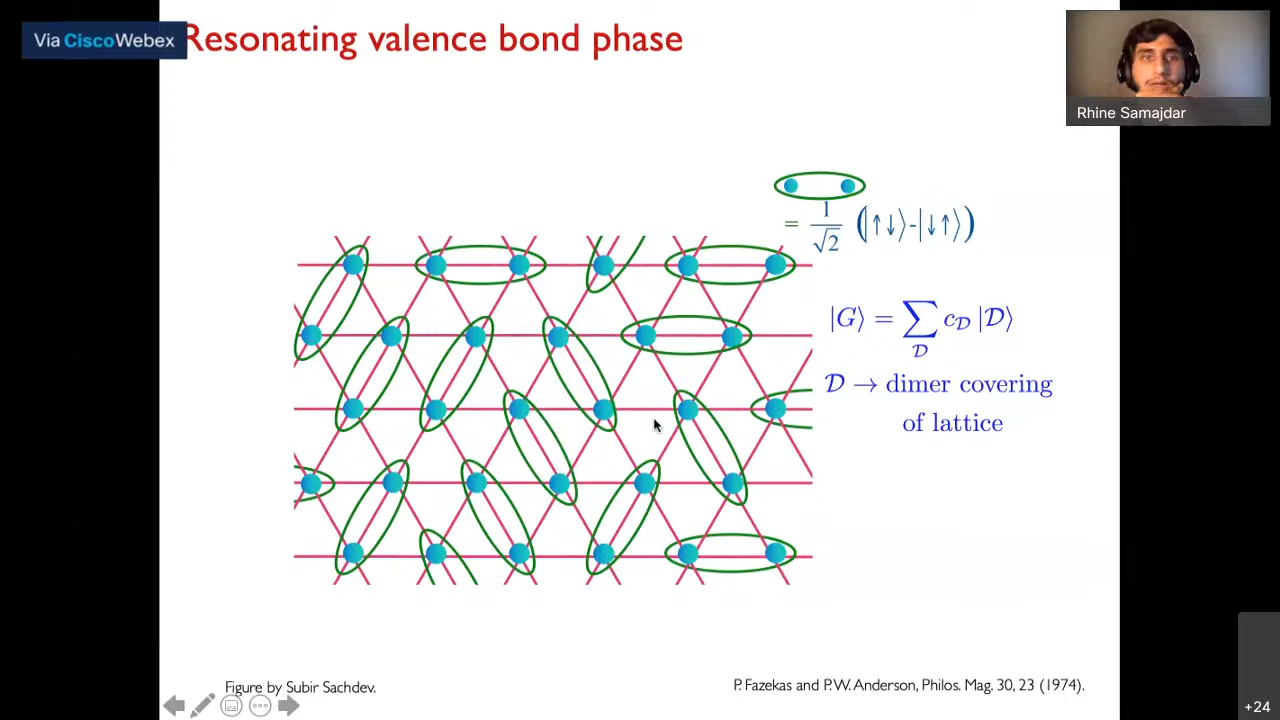 Via CiscoWebex
Resonating valence bond phase
Rhine Samajdar
= 1/√2 (|↑↓⟩-|↓↑⟩)
|G⟩ = ∑_𝒟 c_𝒟 |𝒟⟩
𝒟 → dimer covering
of lattice
Figure by Subir Sachdev.
P. Fazekas and P.W. Anderson, Philos. Mag. 30, 23 (1974).
+24